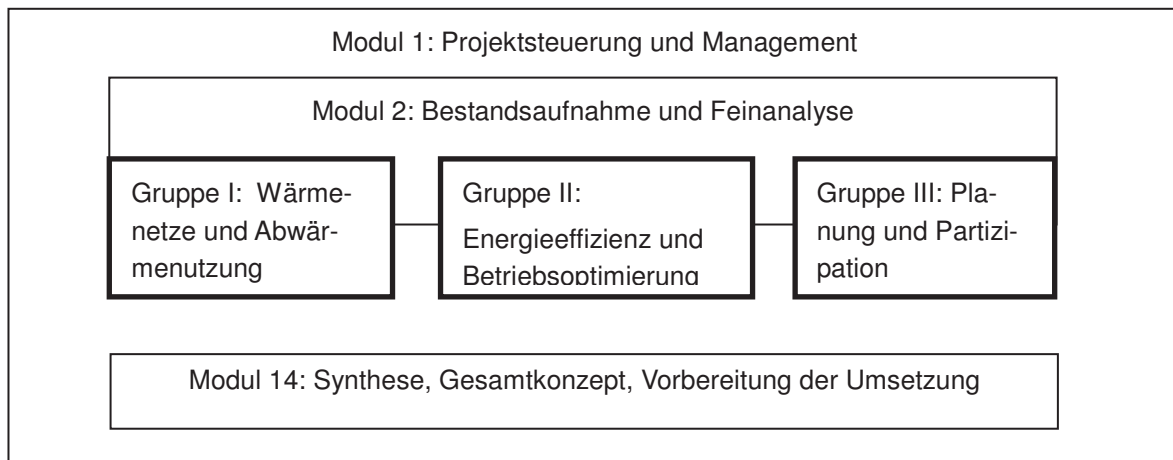 Modul 1: Projektsteuerung und Management
Modul 2: Bestandsaufnahme und Feinanalyse
Gruppe I: Wärme-
netze und Abwär-
menutzung
Gruppe II:
Energieeffizienz und
Betriebsoptimierung
Gruppe III: Pla-
nung und Partizi-
pation
Modul 14: Synthese, Gesamtkonzept, Vorbereitung der Umsetzung